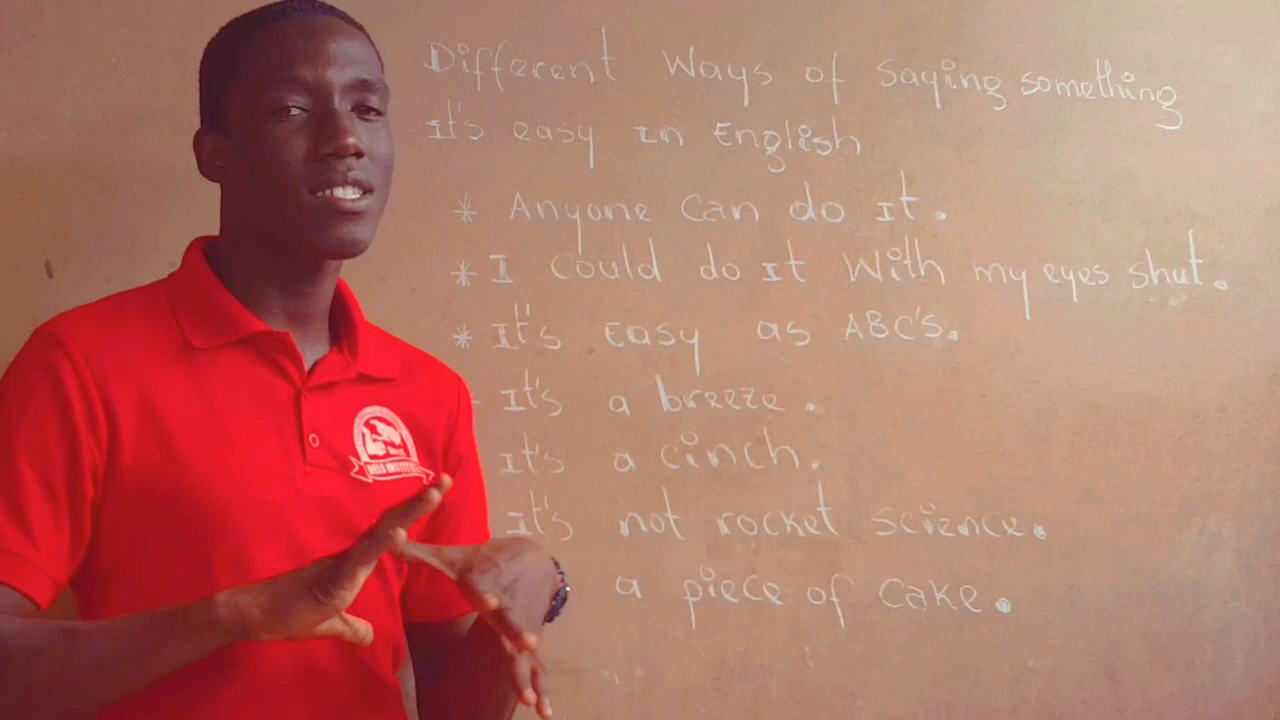 Different Ways of saying something
It's easy in English
* Anyone can do it.
* I could do it with my eyes shut.
* It's easy as ABC's.
- It's a breeze.
It's a cinch.
It's not rocket science.
a piece of cake.